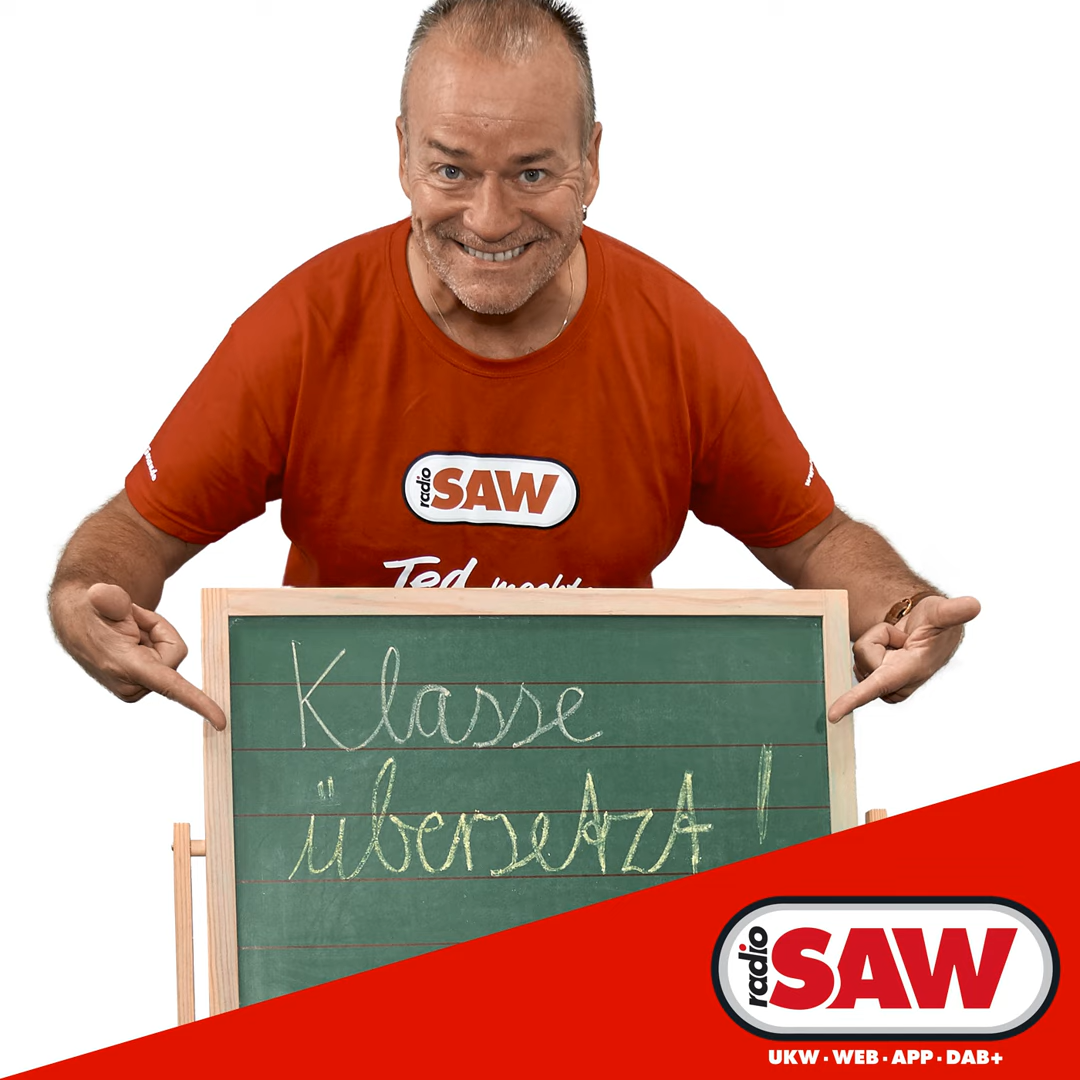 radio SAW
Ted
Klasse
übersetzt!
radio SAW
UKW · WEB · APP · DAB+